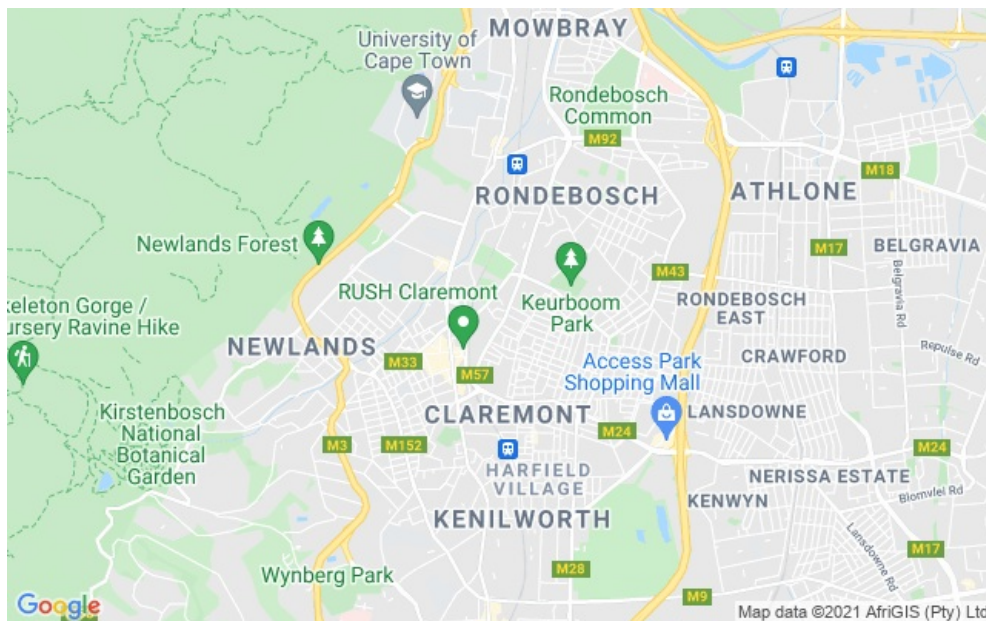 MOWBRAY
University of
Cape Town
Rondebosch
Common
M92
M18
RONDEBOSCH
ATHLONE
Newlands Forest
M17
BELGRAVIA
Belgravia Rd
M43
RUSH Claremont
Keurboom
Park
RONDEBOSCH
EAST
keleton Gorge /
ursery Ravine Hike
NEWLANDS
M33
M57
Access Park
Shopping Mall
CRAWFORD
Repulse Rd
Kirstenbosch
National
Botanical
Garden
CLAREMONT
LANSDOWNE
M3
M152
M24
M24
HARFIELD
VILLAGE
NERISSA ESTATE
KENWYN
Blomvlei Rd
KENILWORTH
Lansdowne Rd
M17
Wynberg Park
M28
M9
Google
Map data ©2021 AfriGIS (Pty) Ltd